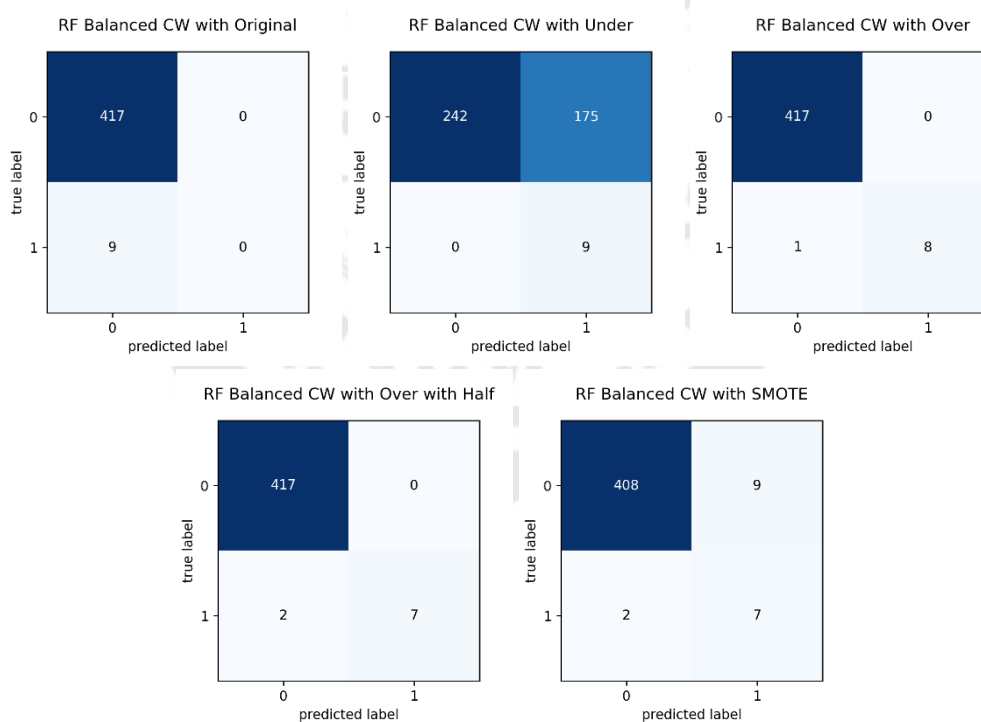 RF Balanced CW with Original
0
417
0
true label
1
9
0
0
1
predicted label
RF Balanced CW with Under
0
242
175
true label
1
0
9
0
1
predicted label
RF Balanced CW with Over
0
417
0
true label
1
1
8
0
1
predicted label
RF Balanced CW with Over with Half
0
417
0
true label
1
2
7
0
1
predicted label
RF Balanced CW with SMOTE
0
408
9
true label
1
2
7
0
1
predicted label